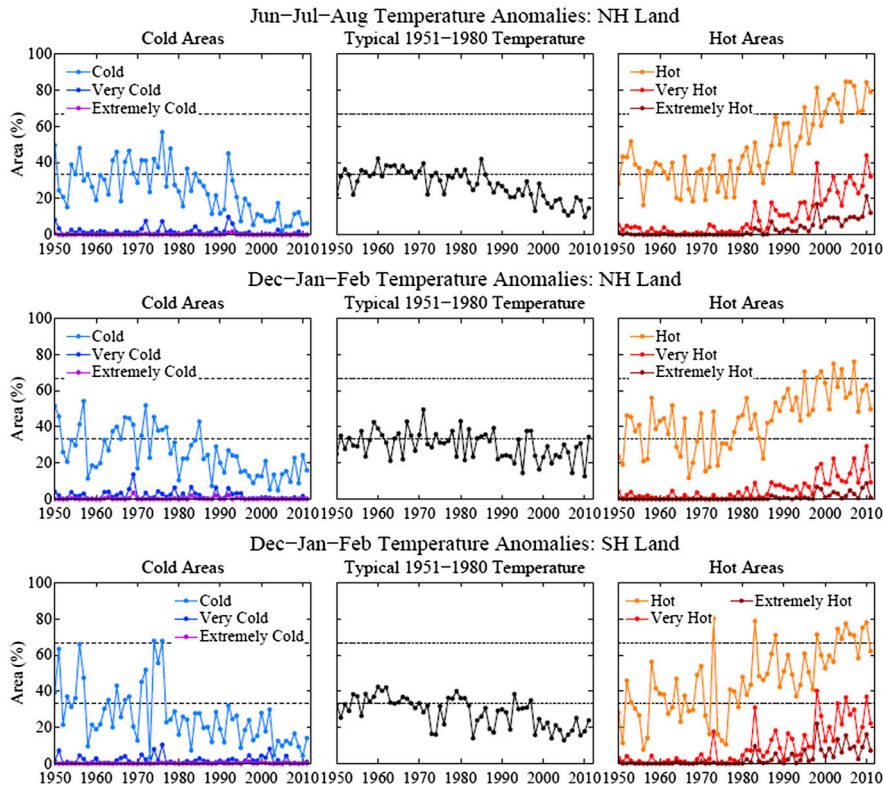 Jun−Jul−Aug Temperature Anomalies: NH Land
Cold Areas
Typical 1951−1980 Temperature
Hot Areas
100
80
60
40
20
0
Area (%)
Cold
Very Cold
Extremely Cold
Hot
Very Hot
Extremely Hot
1950 1960 1970 1980 1990 2000 2010
1950 1960 1970 1980 1990 2000 2010
1950 1960 1970 1980 1990 2000 2010
Dec−Jan−Feb Temperature Anomalies: NH Land
Cold Areas
Typical 1951−1980 Temperature
Hot Areas
100
80
60
40
20
0
Area (%)
Cold
Very Cold
Extremely Cold
Hot
Very Hot
Extremely Hot
1950 1960 1970 1980 1990 2000 2010
1950 1960 1970 1980 1990 2000 2010
1950 1960 1970 1980 1990 2000 2010
Dec−Jan−Feb Temperature Anomalies: SH Land
Cold Areas
Typical 1951−1980 Temperature
Hot Areas
100
80
60
40
20
0
Area (%)
Cold
Very Cold
Extremely Cold
Hot
Very Hot
Extremely Hot
1950 1960 1970 1980 1990 2000 2010
1950 1960 1970 1980 1990 2000 2010
1950 1960 1970 1980 1990 2000 2010